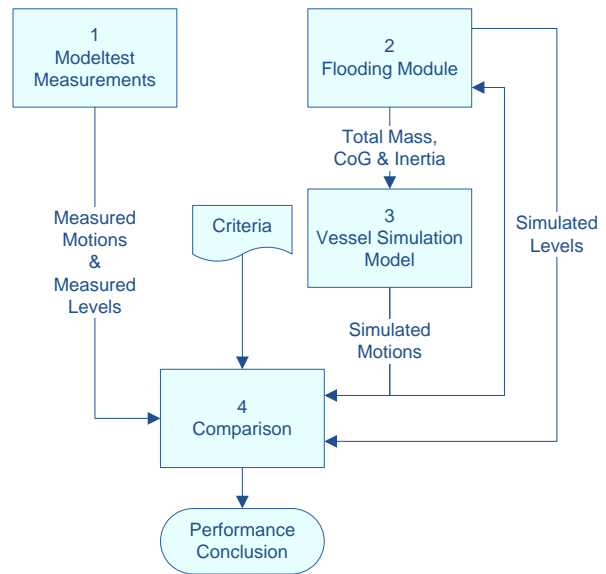 1
Modeltest
Measurements
2
Flooding Module
Total Mass,
CoG & Inertia
Measured
Motions
&
Measured
Levels
Criteria
3
Vessel Simulation
Model
Simulated
Levels
Simulated
Motions
4
Comparison
Performance
Conclusion